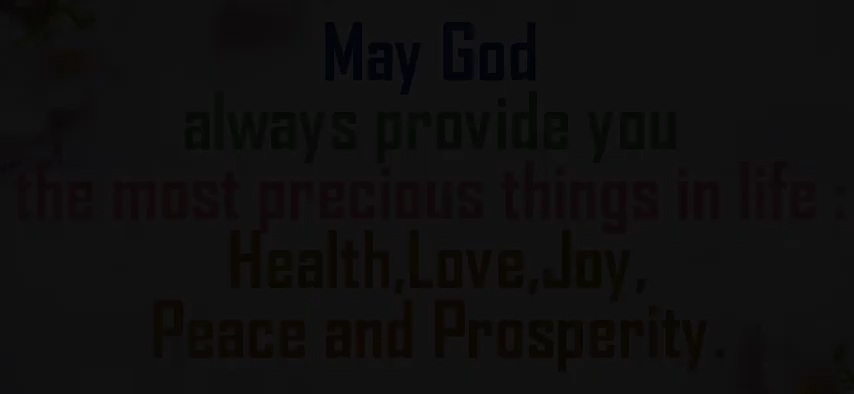 May God
always provide you
the most precious things in life :
Health,Love,Joy,
Peace and Prosperity.